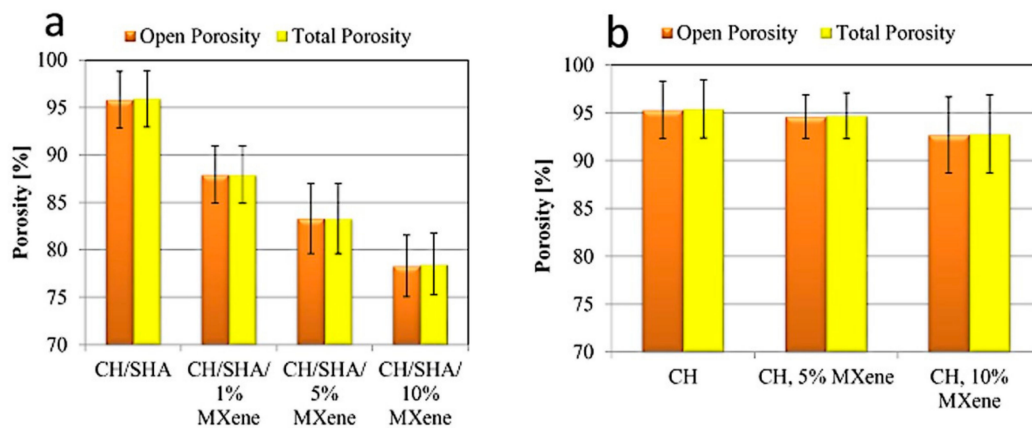 a
Open Porosity Total Porosity
Porosity [%]
100
95
90
85
80
75
70
CH/SHA
CH/SHA/
1%
MXene
CH/SHA/
5%
MXene
CH/SHA/
10%
MXene
b
Open Porosity Total Porosity
Porosity [%]
100
95
90
85
80
75
70
CH
CH, 5% MXene
CH, 10%
MXene